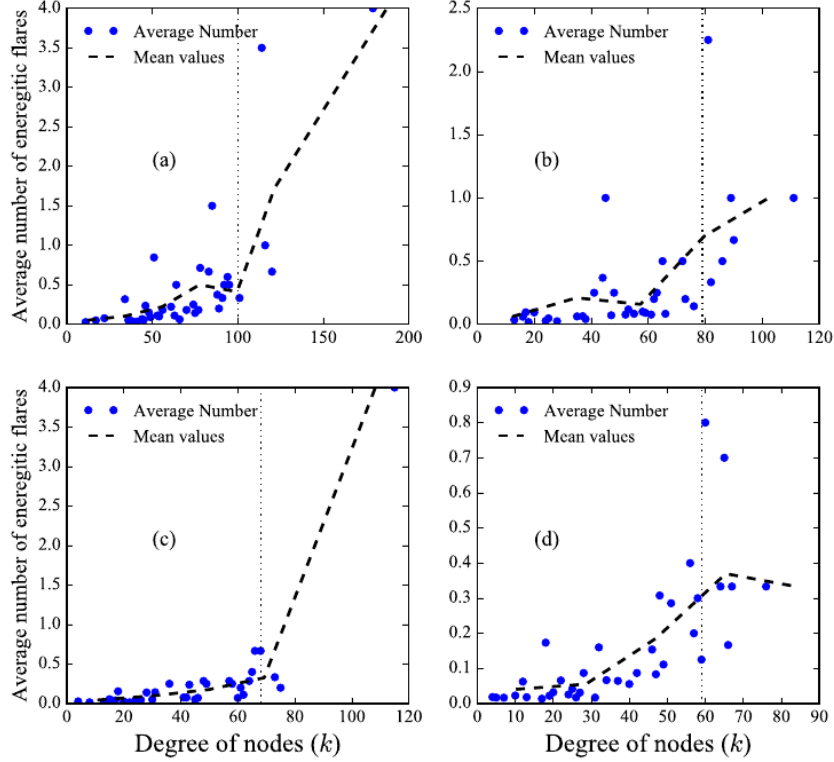 4.0
3.5
3.0
2.5
2.0
1.5
1.0
0.5
0.0
0 50 100 150 200
Average Number
Mean values
(a)
Average number of eneregitic flares
2.5
2.0
1.5
1.0
0.5
0.0
0 20 40 60 80 100 120
Average Number
Mean values
(b)
4.0
3.5
3.0
2.5
2.0
1.5
1.0
0.5
0.0
0 20 40 60 80 100 120
Average Number
Mean values
(c)
Average number of eneregitic flares
Degree of nodes (k)
0.9
0.8
0.7
0.6
0.5
0.4
0.3
0.2
0.1
0.0
0 10 20 30 40 50 60 70 80 90
Average Number
Mean values
(d)
Degree of nodes (k)